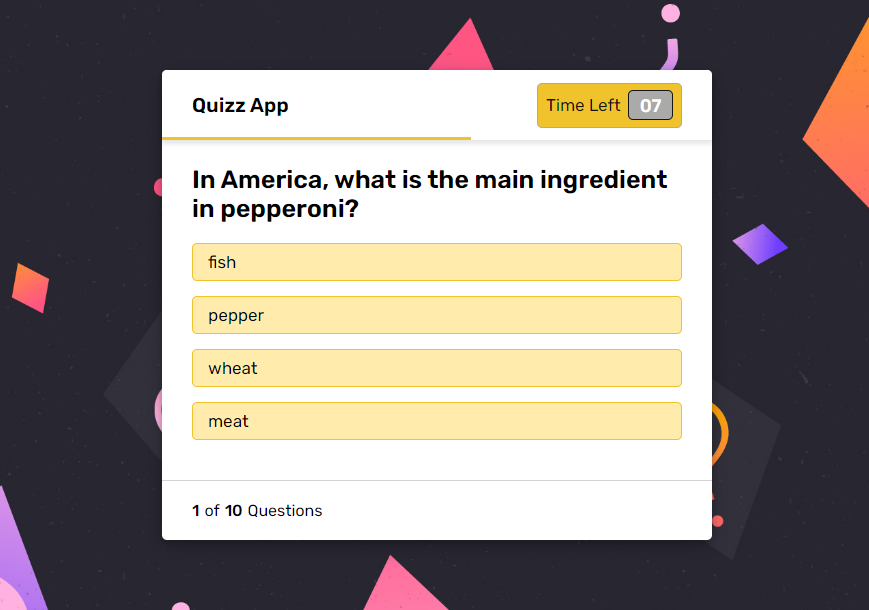 Quizz App
Time Left 07
In America, what is the main ingredient
in pepperoni?
fish
pepper
wheat
meat
1 of 10 Questions